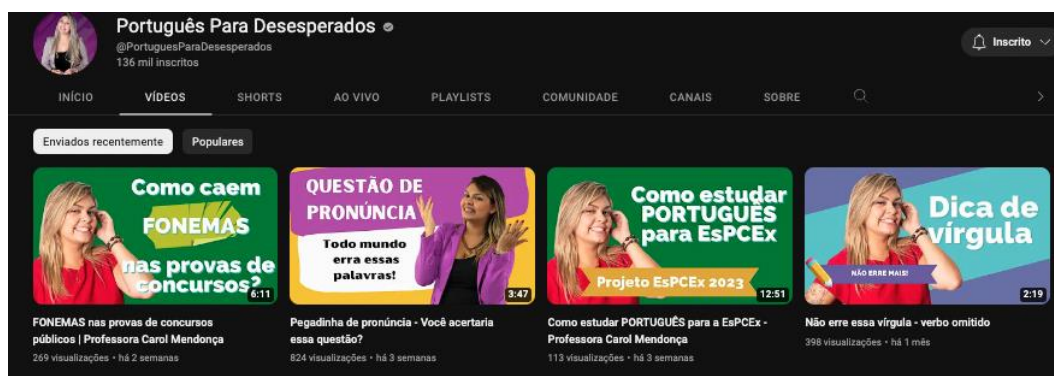 Português Para Desesperados
@PortuguesParaDesesperados
136 mil inscritos
Inscrito
INÍCIO VÍDEOS SHORTS AO VIVO PLAYLISTS COMUNIDADE CANAIS SOBRE
Enviados recentemente Populares
Como caem
FONEMAS
nas provas de
concursos?
6:11
QUESTÃO DE
PRONÚNCIA
Todo mundo
erra essas
palavras!
3:47
Como estudar
PORTUGUÊS
para EsPCEx
Projeto EsPCEx 2023
12:51
Dica de
vírgula
NÃO ERRE MAIS!
2:19
FONEMAS nas provas de concursos
públicos | Professora Carol Mendonça
269 visualizações • há 2 semanas
Pegadinha de pronúncia - Você acertaria
essa questão?
824 visualizações • há 3 semanas
Como estudar PORTUGUÊS para a EsPCEx -
Professora Carol Mendonça
113 visualizações • há 3 semanas
Não erre essa vírgula - verbo omitido
398 visualizações • há 1 mês